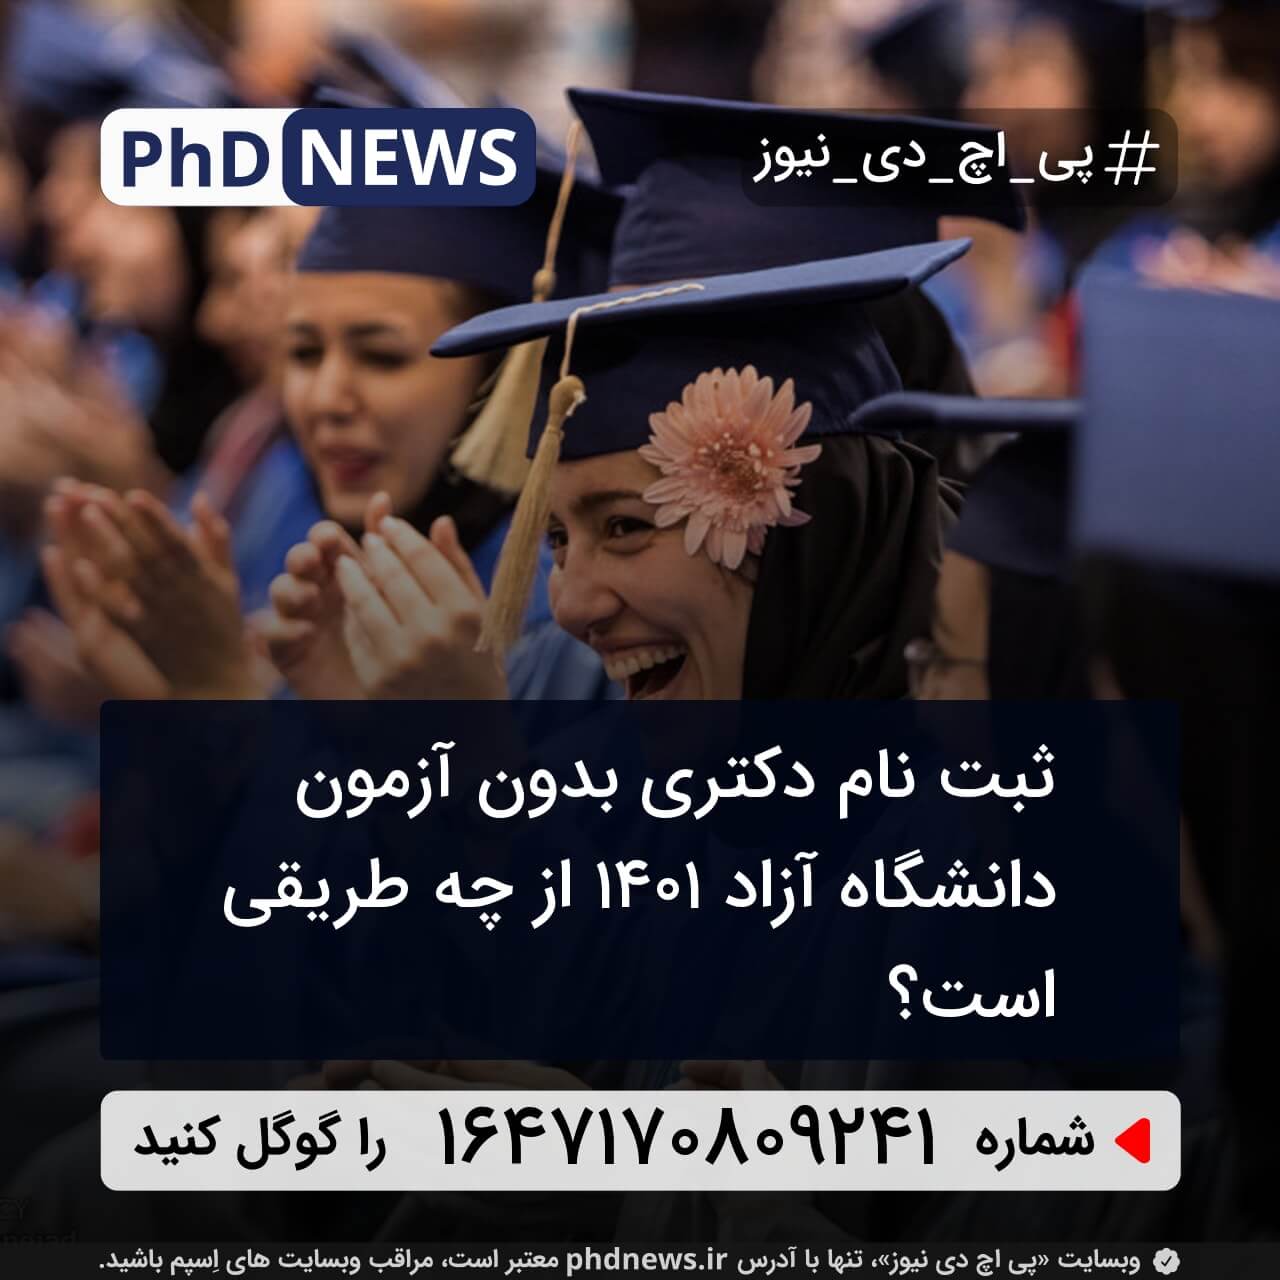 PhD NEWS
#پی_اچ_دی_نیوز
ثبت نام دکتری بدون آزمون
دانشگاه آزاد ۱۴۰۱ از چه طریقی
است؟
شماره ۱۶۴۷۱۷۰۸۰۹۲۴۱ را گوگل کنید
وبسایت «پی اچ دی نیوز»، تنها با آدرس phdnews.ir معتبر است، مراقب وبسایت های اِسپم باشید.